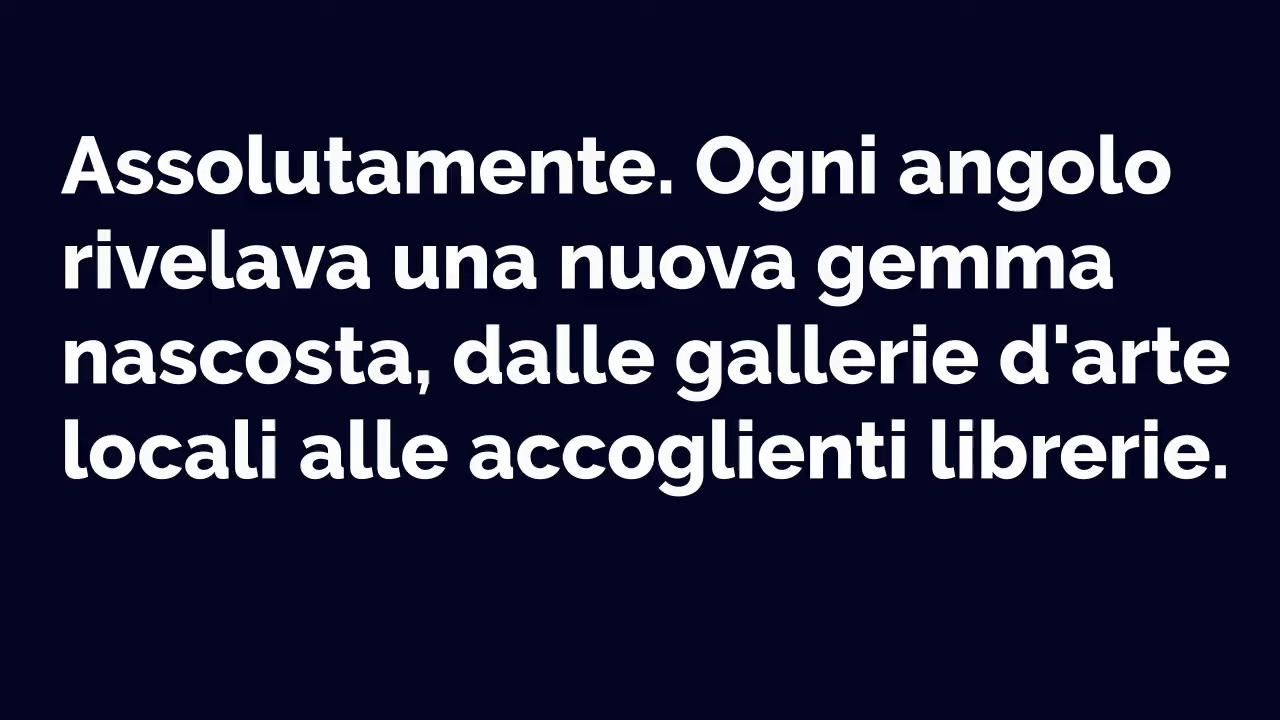 Assolutamente. Ogni angolo
rivelava una nuova gemma
nascosta, dalle gallerie d'arte
locali alle accoglienti librerie.